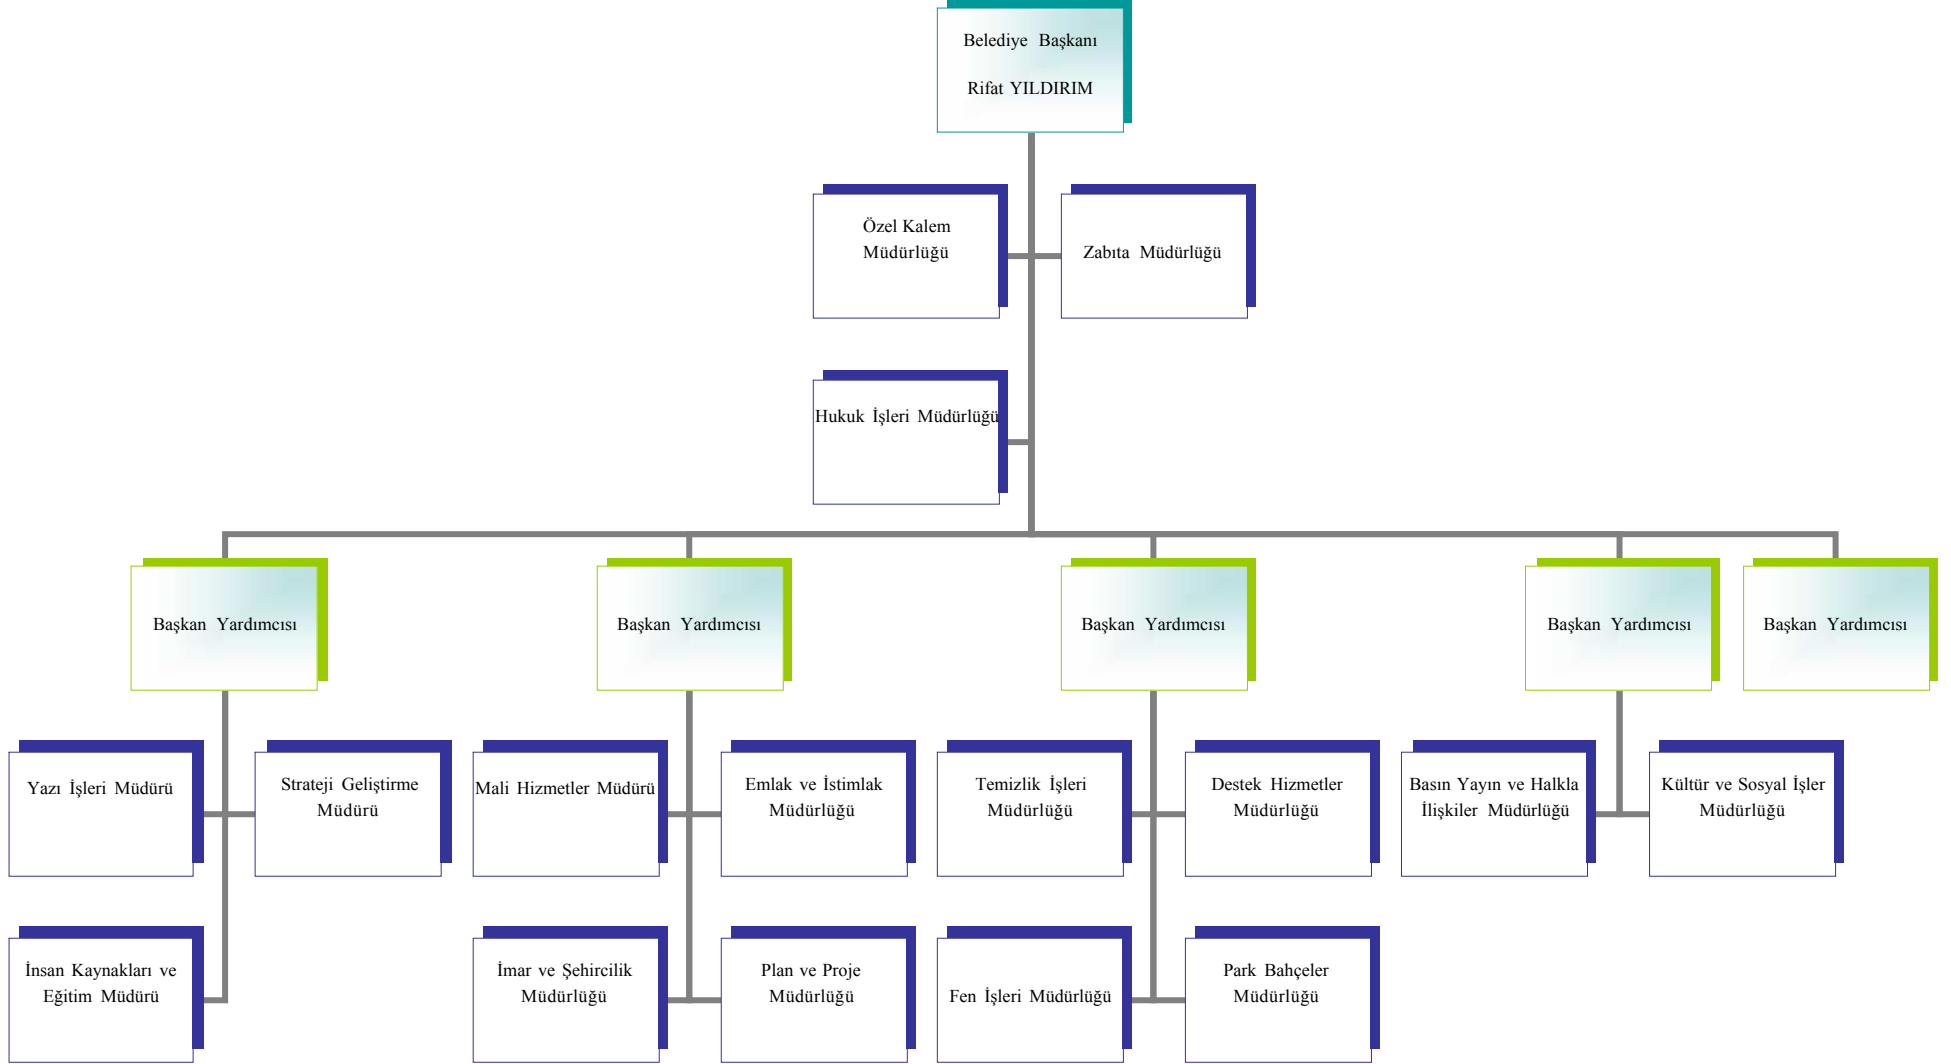 Belediye Başkanı
Rifat YILDIRIM
Özel Kalem
Müdürlüğü
Zabıta Müdürlüğü
Hukuk İşleri Müdürlüğü
Başkan Yardımcısı
Başkan Yardımcısı
Başkan Yardımcısı
Başkan Yardımcısı
Başkan Yardımcısı
Yazı İşleri Müdürü
Strateji Geliştirme
Müdürü
Mali Hizmetler Müdürü
Emlak ve İstimlak
Müdürlüğü
Temizlik İşleri
Müdürlüğü
Destek Hizmetler
Müdürlüğü
Basın Yayın ve Halkla
İlişkiler Müdürlüğü
Kültür ve Sosyal İşler
Müdürlüğü
İnsan Kaynakları ve
Eğitim Müdürü
İmar ve Şehircilik
Müdürlüğü
Plan ve Proje
Müdürlüğü
Fen İşleri Müdürlüğü
Park Bahçeler
Müdürlüğü